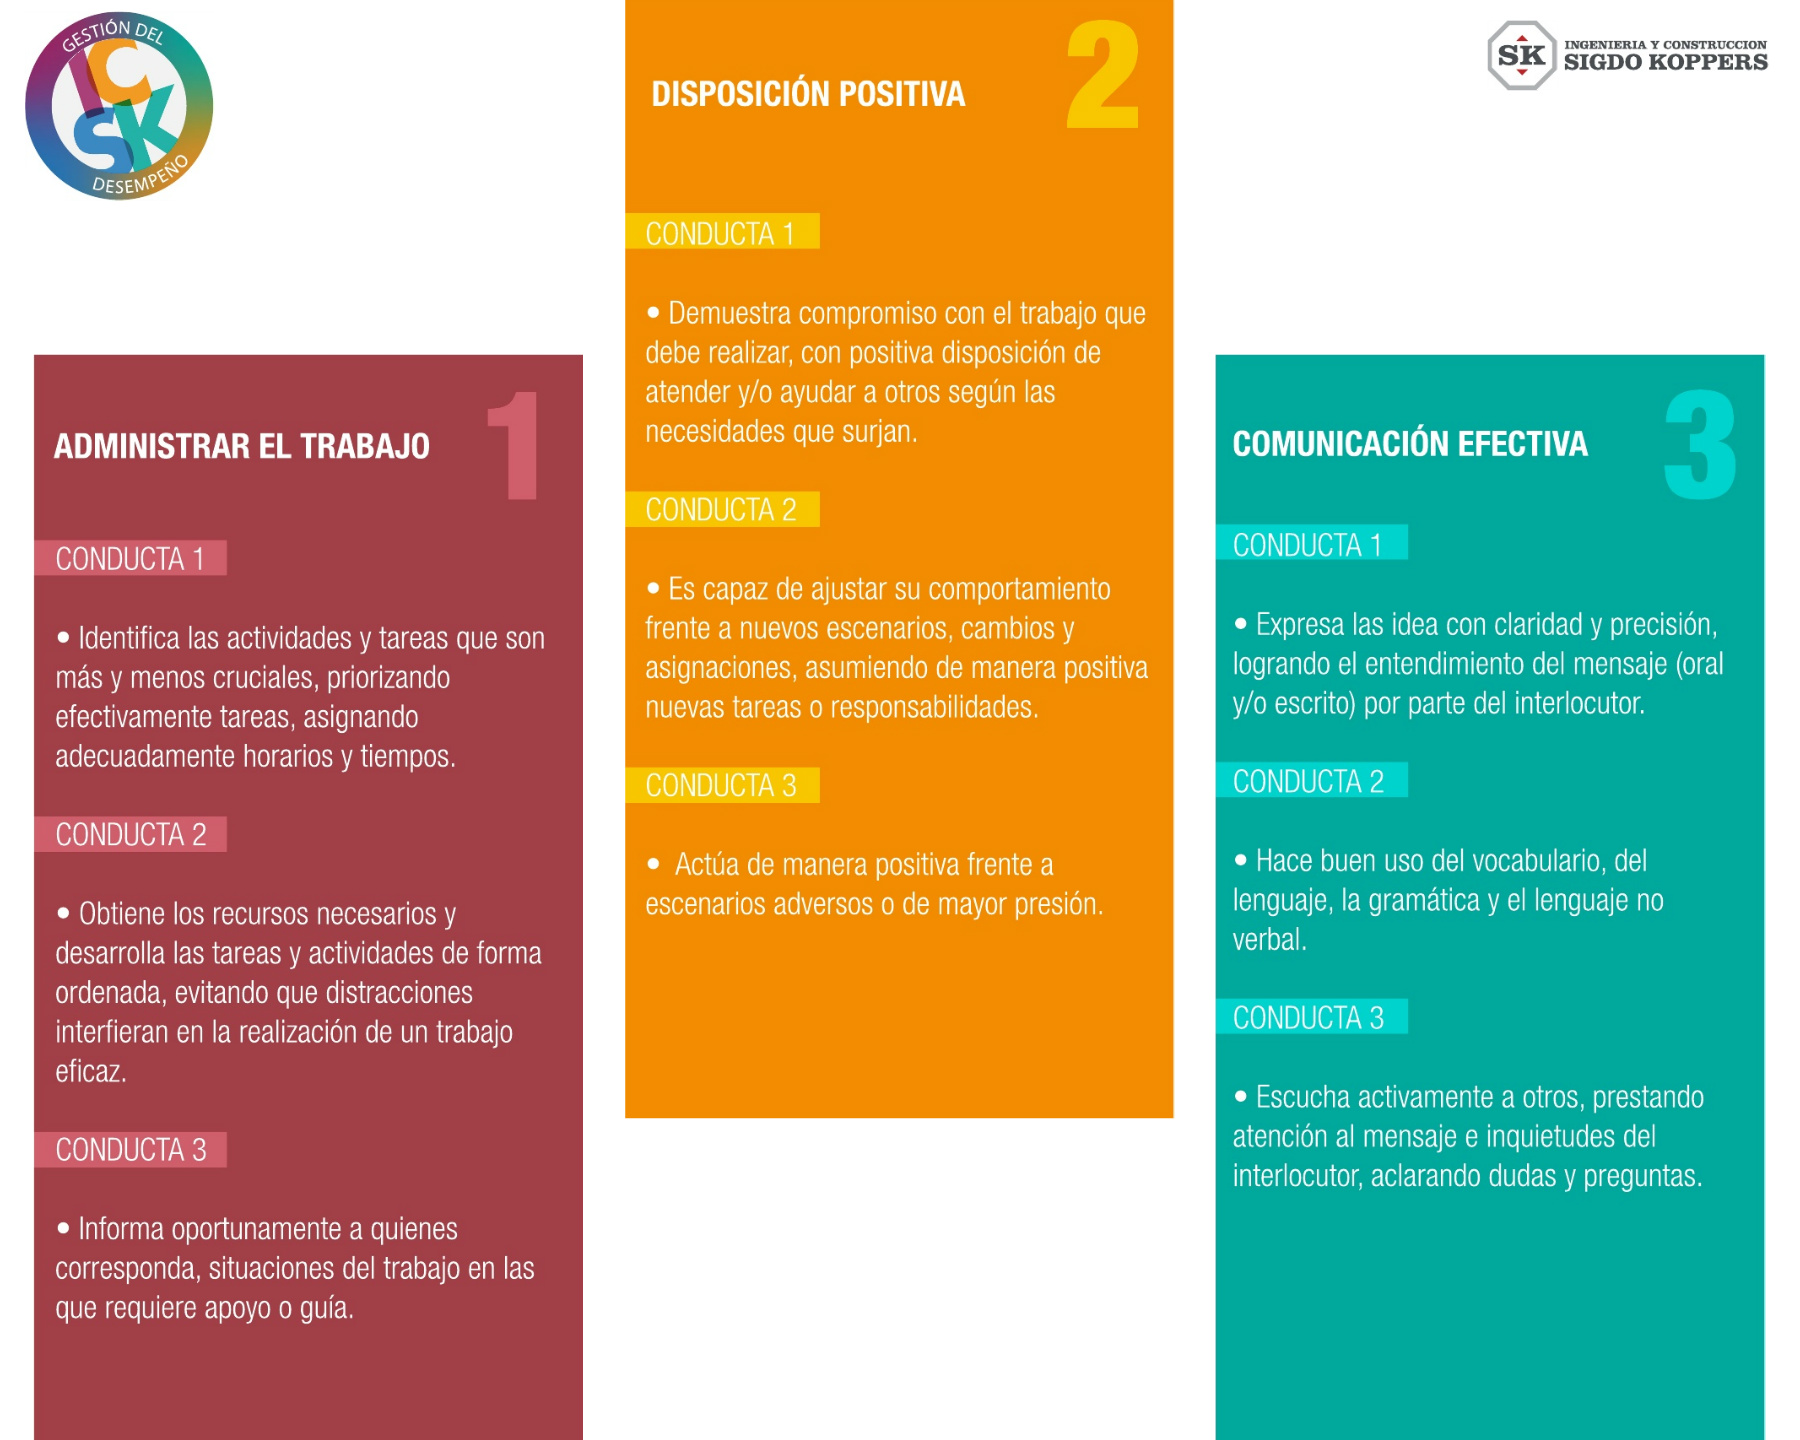 GESTIÓN DEL
ICSK
DESEMPEÑO
SK
INGENIERIA Y CONSTRUCCION
SIGDO KOPPERS
ADMINISTRAR EL TRABAJO
1
CONDUCTA 1
• Identifica las actividades y tareas que son
más y menos cruciales, priorizando
efectivamente tareas, asignando
adecuadamente horarios y tiempos.
CONDUCTA 2
• Obtiene los recursos necesarios y
desarrolla las tareas y actividades de forma
ordenada, evitando que distracciones
interfieran en la realización de un trabajo
eficaz.
CONDUCTA 3
• Informa oportunamente a quienes
corresponda, situaciones del trabajo en las
que requiere apoyo o guía.
DISPOSICIÓN POSITIVA
2
CONDUCTA 1
• Demuestra compromiso con el trabajo que
debe realizar, con positiva disposición de
atender y/o ayudar a otros según las
necesidades que surjan.
CONDUCTA 2
• Es capaz de ajustar su comportamiento
frente a nuevos escenarios, cambios y
asignaciones, asumiendo de manera positiva
nuevas tareas o responsabilidades.
CONDUCTA 3
• Actúa de manera positiva frente a
escenarios adversos o de mayor presión.
COMUNICACIÓN EFECTIVA
3
CONDUCTA 1
• Expresa las idea con claridad y precisión,
logrando el entendimiento del mensaje (oral
y/o escrito) por parte del interlocutor.
CONDUCTA 2
• Hace buen uso del vocabulario, del
lenguaje, la gramática y el lenguaje no
verbal.
CONDUCTA 3
• Escucha activamente a otros, prestando
atención al mensaje e inquietudes del
interlocutor, aclarando dudas y preguntas.